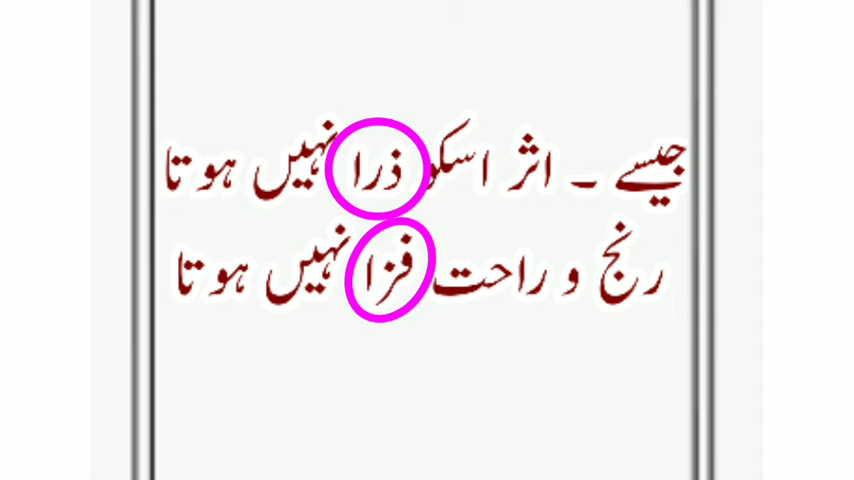 جیسے ۔ اثر اسکو ذرا نہیں ہوتا
رنج و راحت فزا نہیں ہوتا